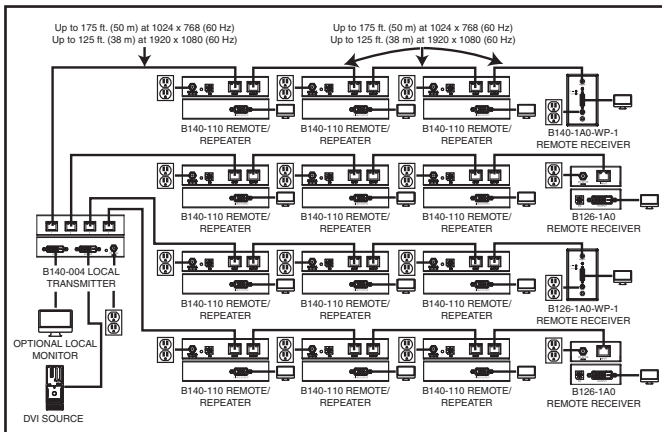 Up to 175 ft. (50 m) at 1024 x 768 (60 Hz)
Up to 125 ft. (38 m) at 1920 x 1080 (60 Hz)
Up to 175 ft. (50 m) at 1024 x 768 (60 Hz)
Up to 125 ft. (38 m) at 1920 x 1080 (60 Hz)
B140-110 REMOTE/
REPEATER
B140-110 REMOTE/
REPEATER
B140-110 REMOTE/
REPEATER
B140-1A0-WP-1
REMOTE RECEIVER
B140-110 REMOTE/
REPEATER
B140-110 REMOTE/
REPEATER
B140-110 REMOTE/
REPEATER
B126-1A0
REMOTE RECEIVER
B140-004 LOCAL
TRANSMITTER
B140-110 REMOTE/
REPEATER
B140-110 REMOTE/
REPEATER
B140-110 REMOTE/
REPEATER
B126-1A0-WP-1
REMOTE RECEIVER
OPTIONAL LOCAL
MONITOR
B140-110 REMOTE/
REPEATER
B140-110 REMOTE/
REPEATER
B140-110 REMOTE/
REPEATER
B126-1A0
REMOTE RECEIVER
DVI SOURCE